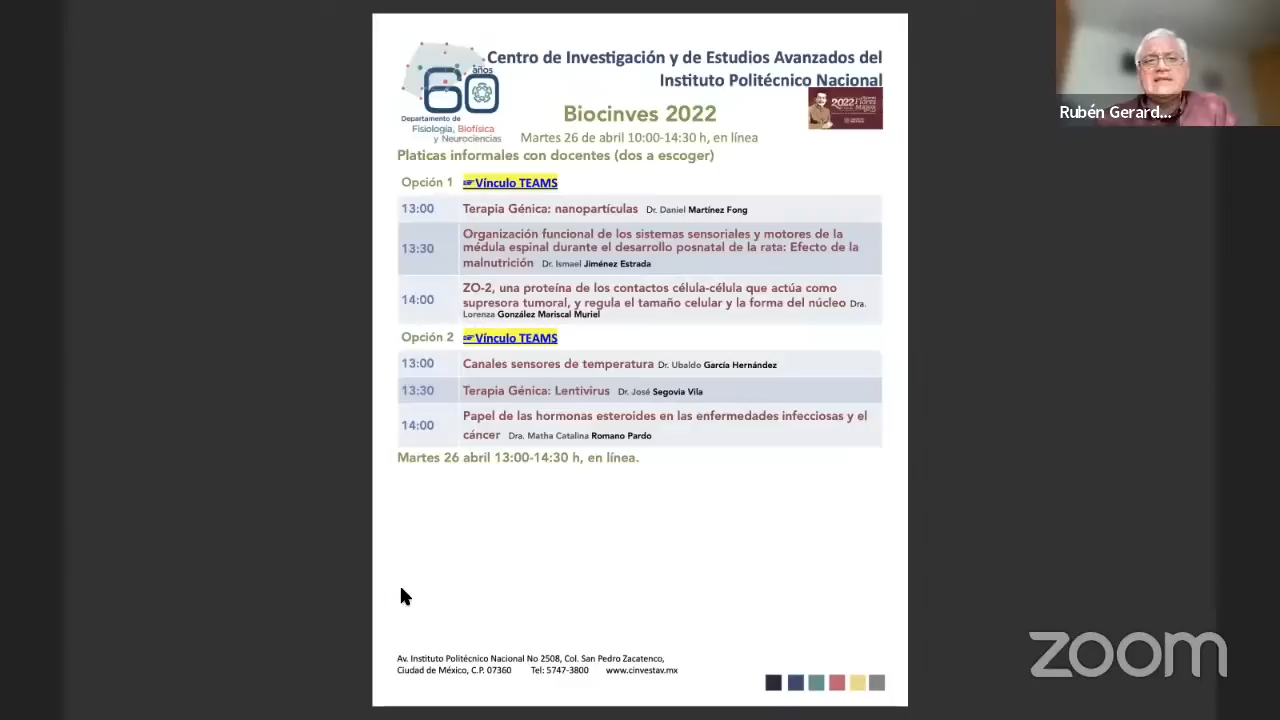 Centro de Investigación y de Estudios Avanzados del
Instituto Politécnico Nacional
60 años
Departamento de
Fisiología, Biofísica
y Neurociencias
Biocinves 2022
2022 Flores
Magón
Martes 26 de abril 10:00-14:30 h, en línea
Platicas informales con docentes (dos a escoger)
Opción 1 ☞Vínculo TEAMS
13:00 Terapia Génica: nanopartículas Dr. Daniel Martínez Fong
13:30 Organización funcional de los sistemas sensoriales y motores de la
médula espinal durante el desarrollo posnatal de la rata: Efecto de la
malnutrición Dr. Ismael Jiménez Estrada
14:00 ZO-2, una proteína de los contactos célula-célula que actúa como
supresora tumoral, y regula el tamaño celular y la forma del núcleo Dra.
Lorenza González Mariscal Muriel
Opción 2 ☞Vínculo TEAMS
13:00 Canales sensores de temperatura Dr. Ubaldo García Hernández
13:30 Terapia Génica: Lentivirus Dr. José Segovia Vila
14:00 Papel de las hormonas esteroides en las enfermedades infecciosas y el
cáncer Dra. Matha Catalina Romano Pardo
Martes 26 abril 13:00-14:30 h, en línea.
Av. Instituto Politécnico Nacional No 2508, Col. San Pedro Zacatenco,
Ciudad de México, C.P. 07360 Tel: 5747-3800 www.cinvestav.mx
Rubén Gerard...
zoom